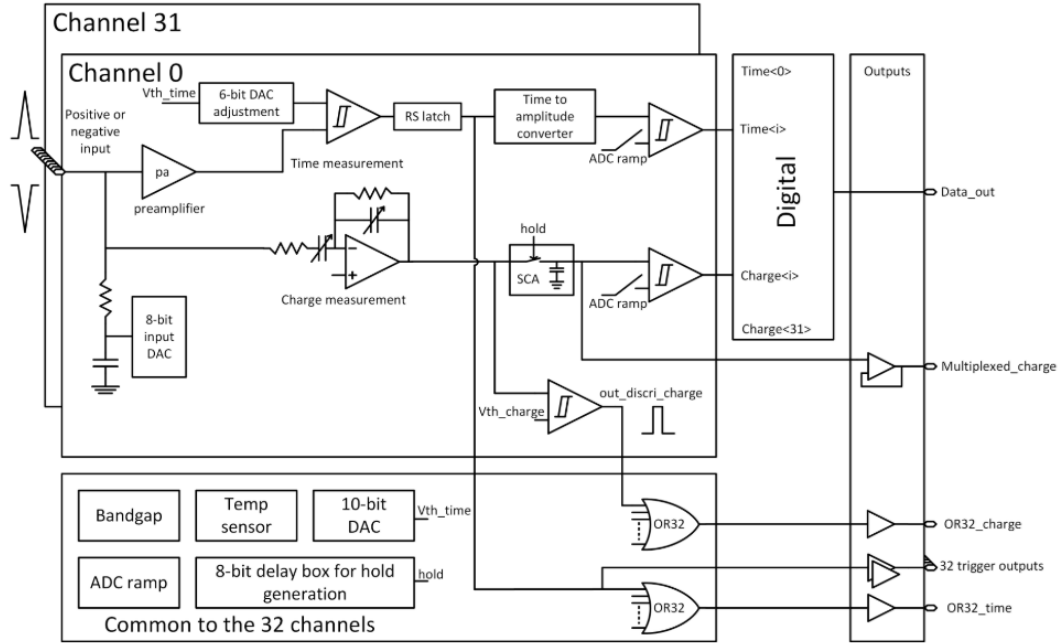 Channel 31
Channel 0
Vth_time
6-bit DAC
adjustment
RS latch
Time to
amplitude
converter
ADC ramp
Time measurement
Positive or
negative
input
pa
preamplifier
hold
SCA
ADC ramp
Charge measurement
8-bit
input
DAC
Vth_charge
out_discri_charge
Time<0>
Time<i>
Digital
Charge<i>
Charge<31>
Outputs
Data_out
Multiplexed_charge
Bandgap
Temp
sensor
10-bit
DAC
Vth_time
ADC ramp
8-bit delay box for hold
generation
hold
Common to the 32 channels
OR32
OR32
OR32_charge
32 trigger outputs
OR32_time